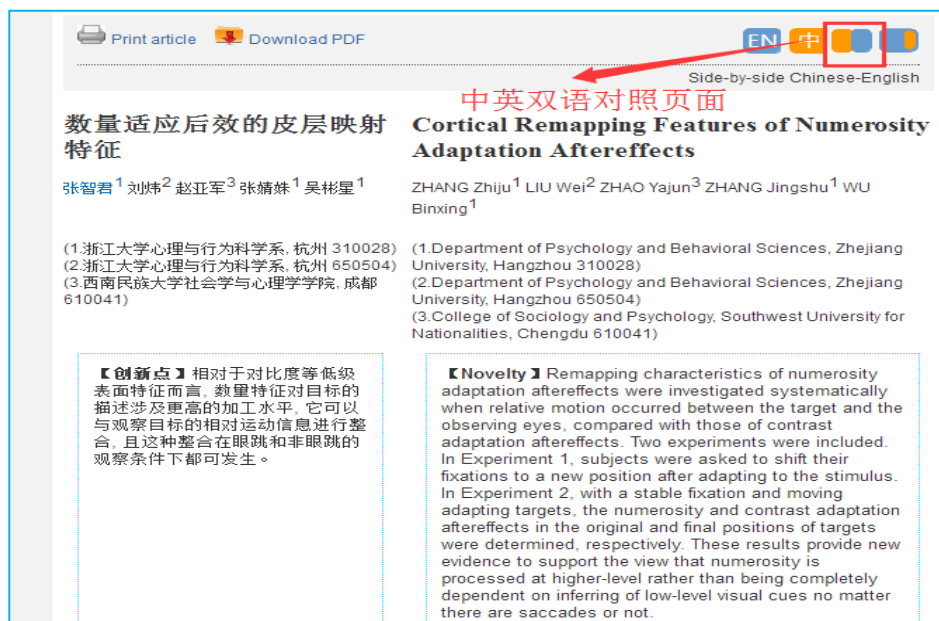 Print article Download PDF EN 中
Side-by-side Chinese-English
中英双语对照页面
数量适应后效的皮层映射
特征
张智君1 刘炜2 赵亚军3 张婧姝1 吴彬星1
(1.浙江大学心理与行为科学系, 杭州 310028)
(2.浙江大学心理与行为科学系, 杭州 650504)
(3.西南民族大学社会学与心理学学院, 成都
610041)
【创新点】相对于对比度等低级
表面特征而言, 数量特征对目标的
描述涉及更高的加工水平, 它可以
与观察目标的相对运动信息进行整
合, 且这种整合在眼跳和非眼跳的
观察条件下都可发生。
Cortical Remapping Features of Numerosity
Adaptation Aftereffects
ZHANG Zhiju1 LIU Wei2 ZHAO Yajun3 ZHANG Jingshu1 WU
Binxing1
(1.Department of Psychology and Behavioral Sciences, Zhejiang
University, Hangzhou 310028)
(2.Department of Psychology and Behavioral Sciences, Zhejiang
University, Hangzhou 650504)
(3.College of Sociology and Psychology, Southwest University for
Nationalities, Chengdu 610041)
【Novelty】Remapping characteristics of numerosity
adaptation aftereffects were investigated systematically
when relative motion occurred between the target and the
observing eyes, compared with those of contrast
adaptation aftereffects. Two experiments were included.
In Experiment 1, subjects were asked to shift their
fixations to a new position after adapting to the stimulus.
In Experiment 2, with a stable fixation and moving
adapting targets, the numerosity and contrast adaptation
aftereffects in the original and final positions of targets
were determined, respectively. These results provide new
evidence to support the view that numerosity is
processed at higher-level rather than being completely
dependent on inferring of low-level visual cues no matter
there are saccades or not.